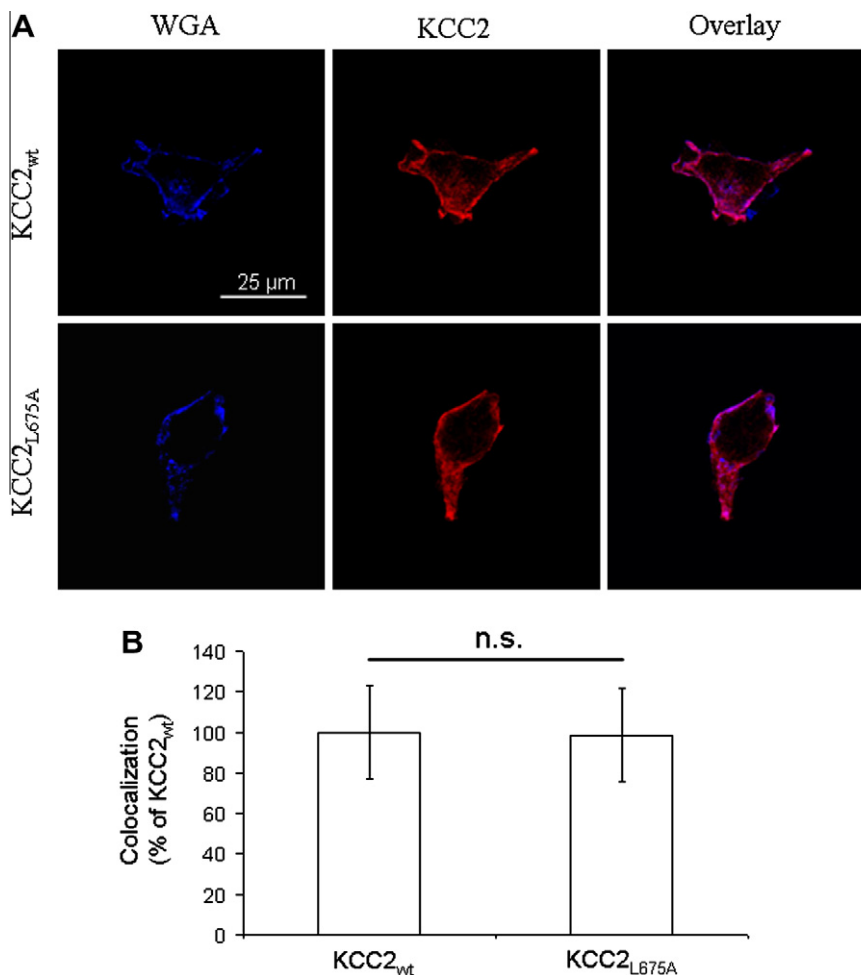 A
WGA KCC2 Overlay
KCC2wt
25 µm
KCC2L675A
B
n.s.
Colocalization
(% of KCC2wt)
140
120
100
80
60
40
20
0
KCC2wt KCC2L675A